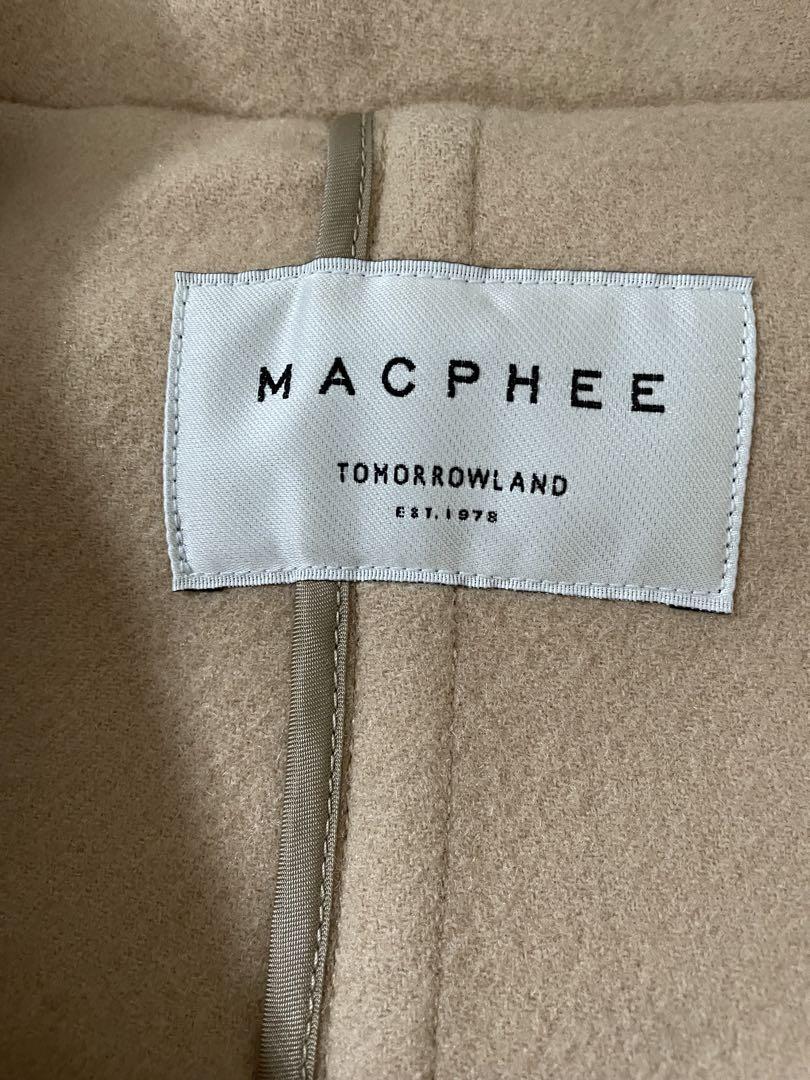 MACPHEE
TOMORROWLAND
EST. 1978